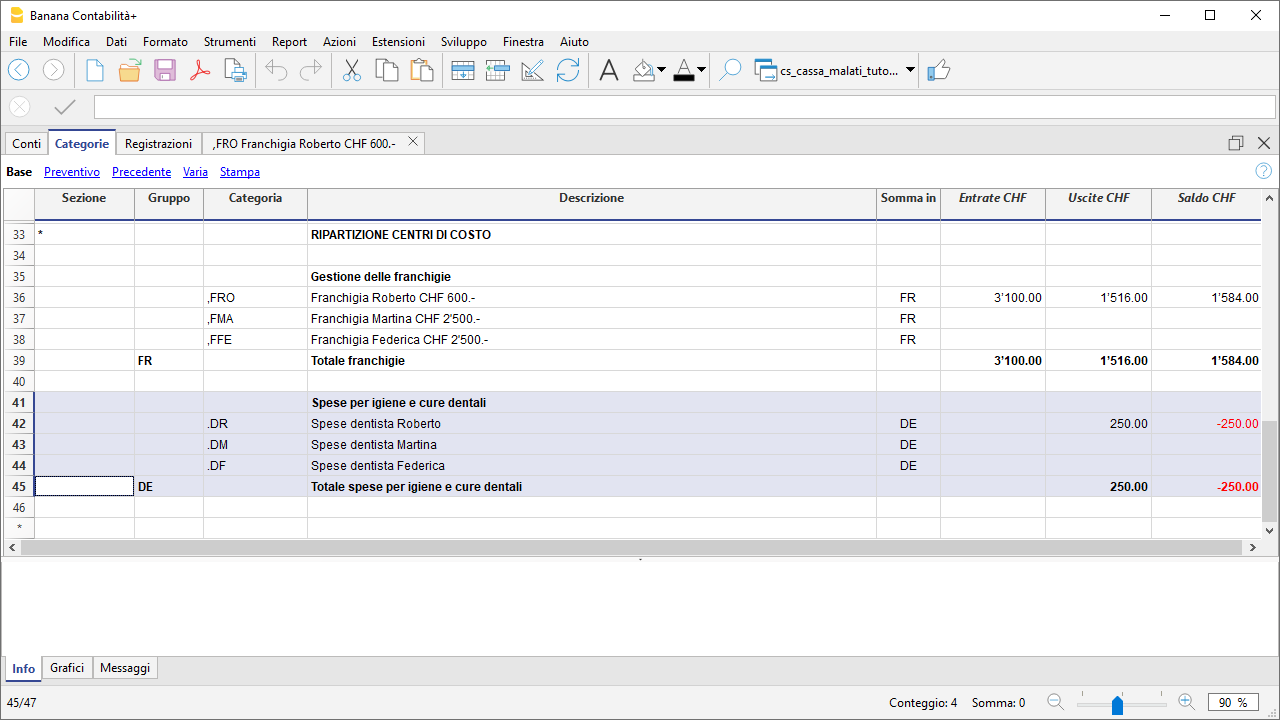 Banana Contabilità+
File Modifica Dati Formato Strumenti Report Azioni Estensioni Sviluppo Finestra Aiuto
cs_cassa_malati_tuto...
Conti Categorie Registrazioni ,FRO Franchigia Roberto CHF 600.-
Base Preventivo Precedente Varia Stampa
Sezione Gruppo Categoria Descrizione Somma in Entrate CHF Uscite CHF Saldo CHF
33 * RIPARTIZIONE CENTRI DI COSTO
34
35 Gestione delle franchigie
36 ,FRO Franchigia Roberto CHF 600.- FR 3'100.00 1'516.00 1'584.00
37 ,FMA Franchigia Martina CHF 2'500.- FR
38 ,FFE Franchigia Federica CHF 2'500.- FR
39 FR Totale franchigie 3'100.00 1'516.00 1'584.00
40
41 Spese per igiene e cure dentali
42 .DR Spese dentista Roberto DE 250.00 -250.00
43 .DM Spese dentista Martina DE
44 .DF Spese dentista Federica DE
45 DE Totale spese per igiene e cure dentali 250.00 -250.00
46
*
Info Grafici Messaggi
45/47 Conteggio: 4 Somma: 0 90 %